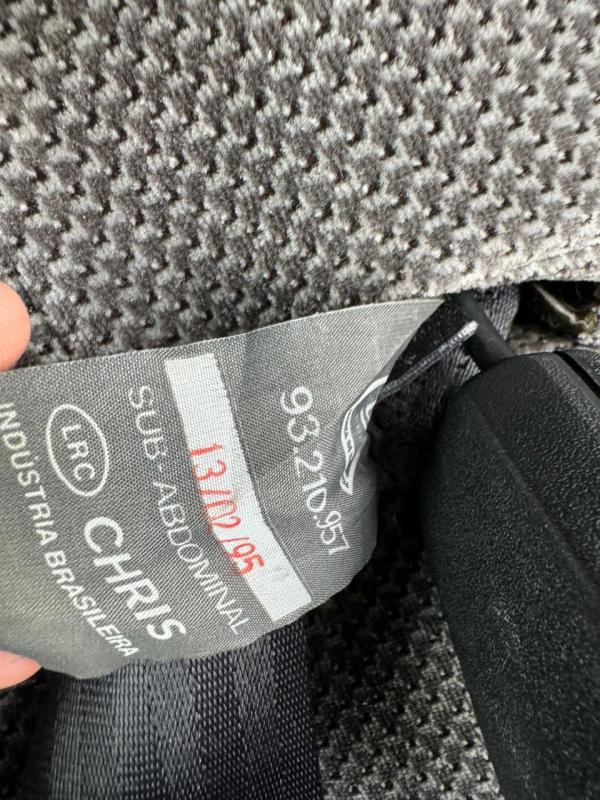 93.210.957
13/02/95
SUB-ABDOMINAL
LRC CHRIS
INDÚSTRIA BRASILEIRA